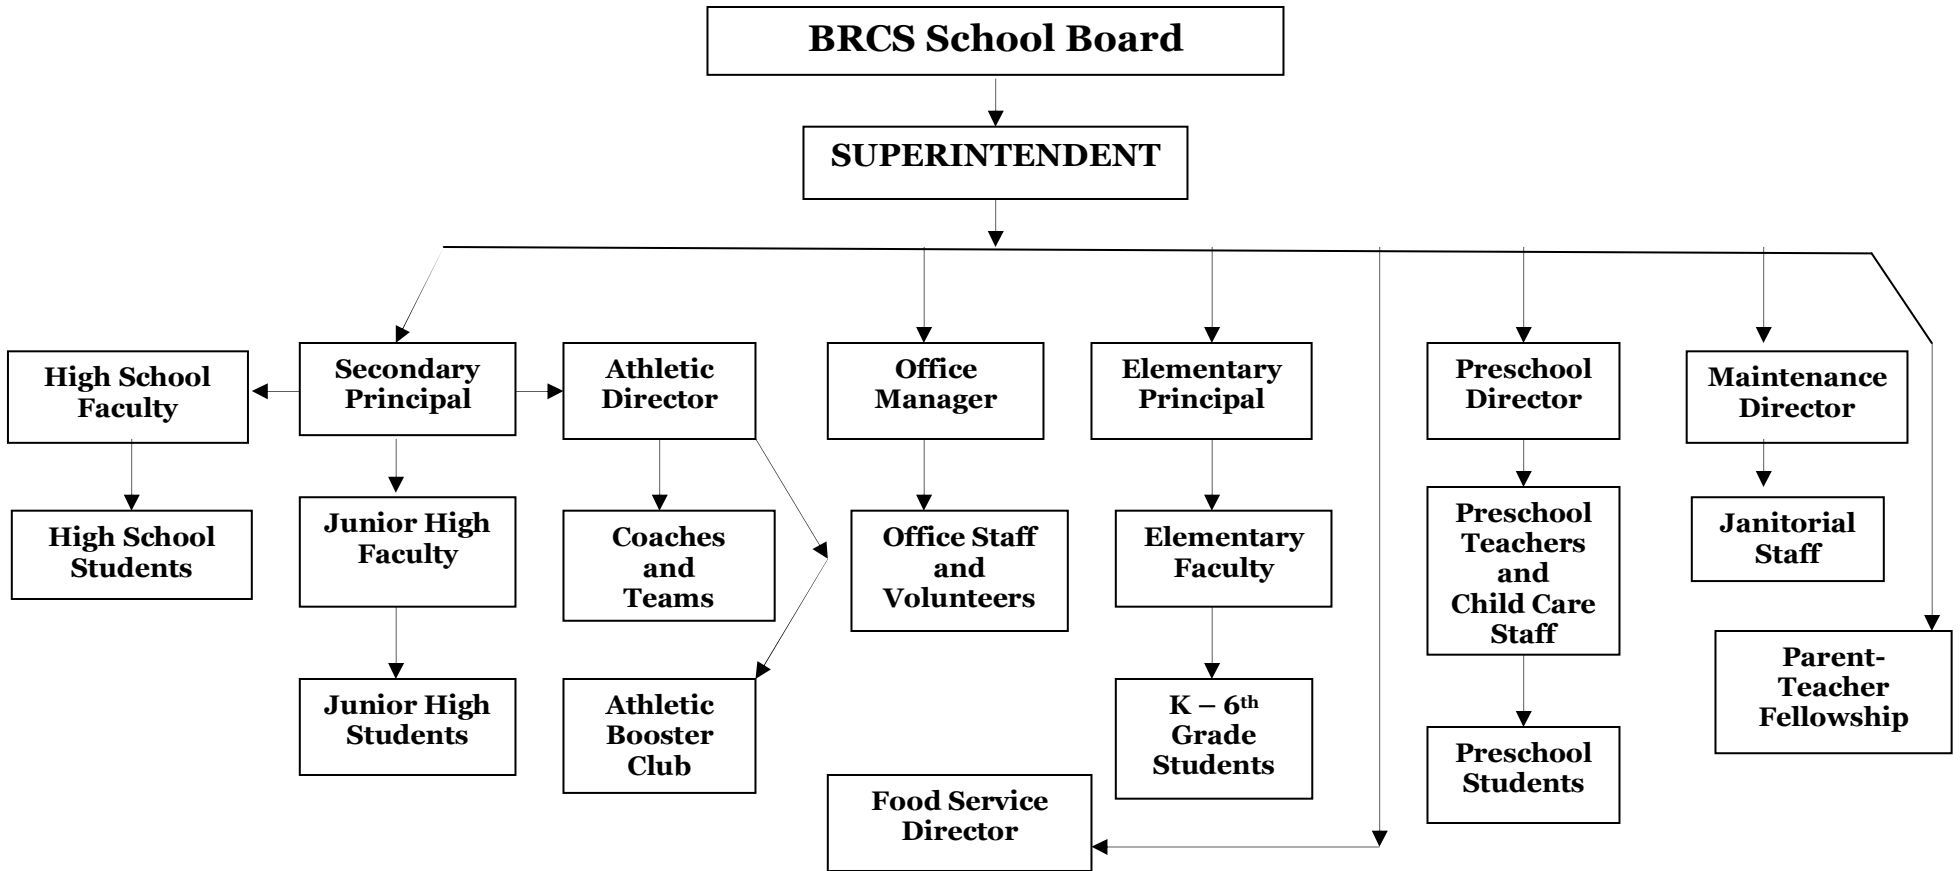 BRCS School Board
SUPERINTENDENT
High School
Faculty
Secondary
Principal
Athletic
Director
Office
Manager
Elementary
Principal
Preschool
Director
Maintenance
Director
High School
Students
Junior High
Faculty
Coaches
and
Teams
Office Staff
and
Volunteers
Elementary
Faculty
Preschool
Teachers
and
Child Care
Staff
Janitorial
Staff
Parent-
Teacher
Fellowship
Junior High
Students
Athletic
Booster
Club
K – 6th
Grade
Students
Preschool
Students
Food Service
Director